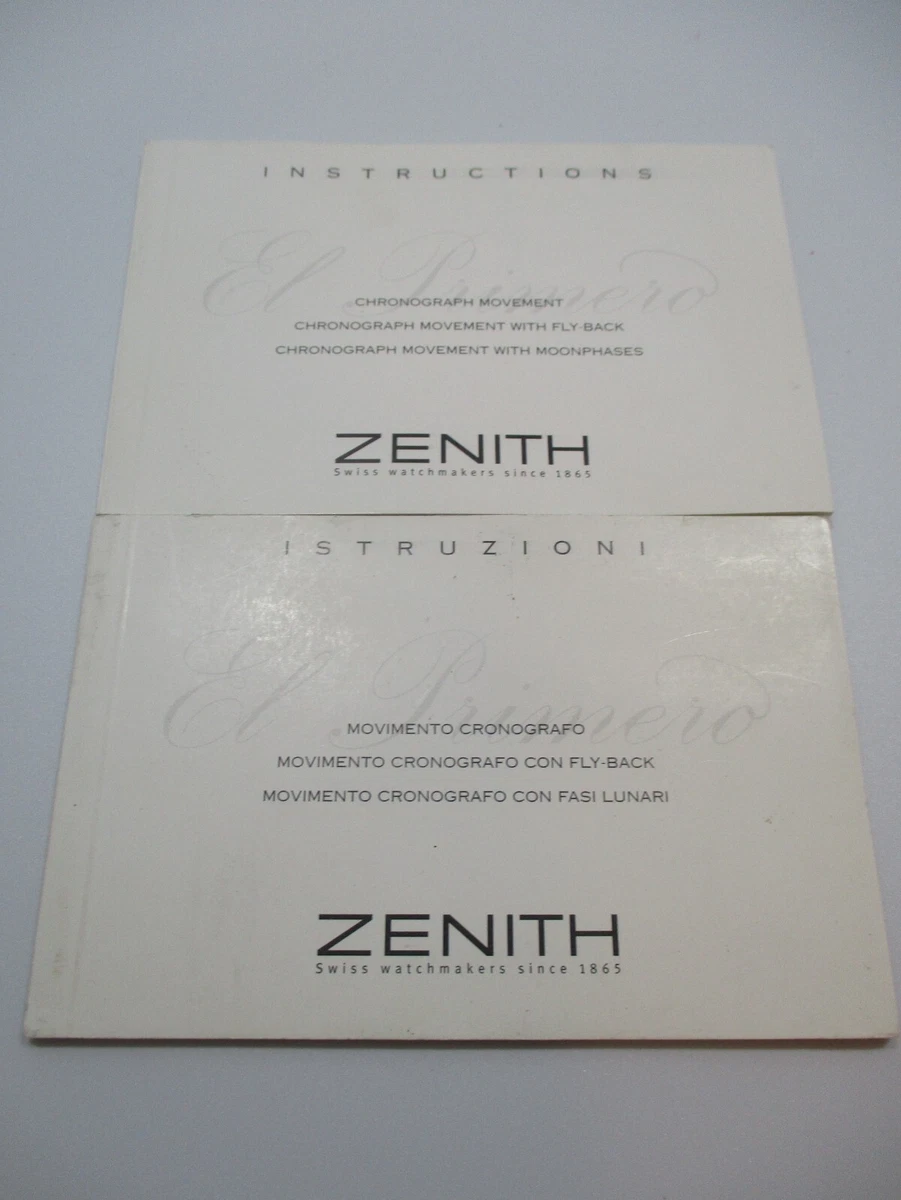 INSTRUCTIONS
El Primero
CHRONOGRAPH MOVEMENT
CHRONOGRAPH MOVEMENT WITH FLY-BACK
CHRONOGRAPH MOVEMENT WITH MOONPHASES
ZENITH
Swiss watchmakers since 1865
ISTRUZIONI
El Primero
MOVIMENTO CRONOGRAFO
MOVIMENTO CRONOGRAFO CON FLY-BACK
MOVIMENTO CRONOGRAFO CON FASI LUNARI
ZENITH
Swiss watchmakers since 1865